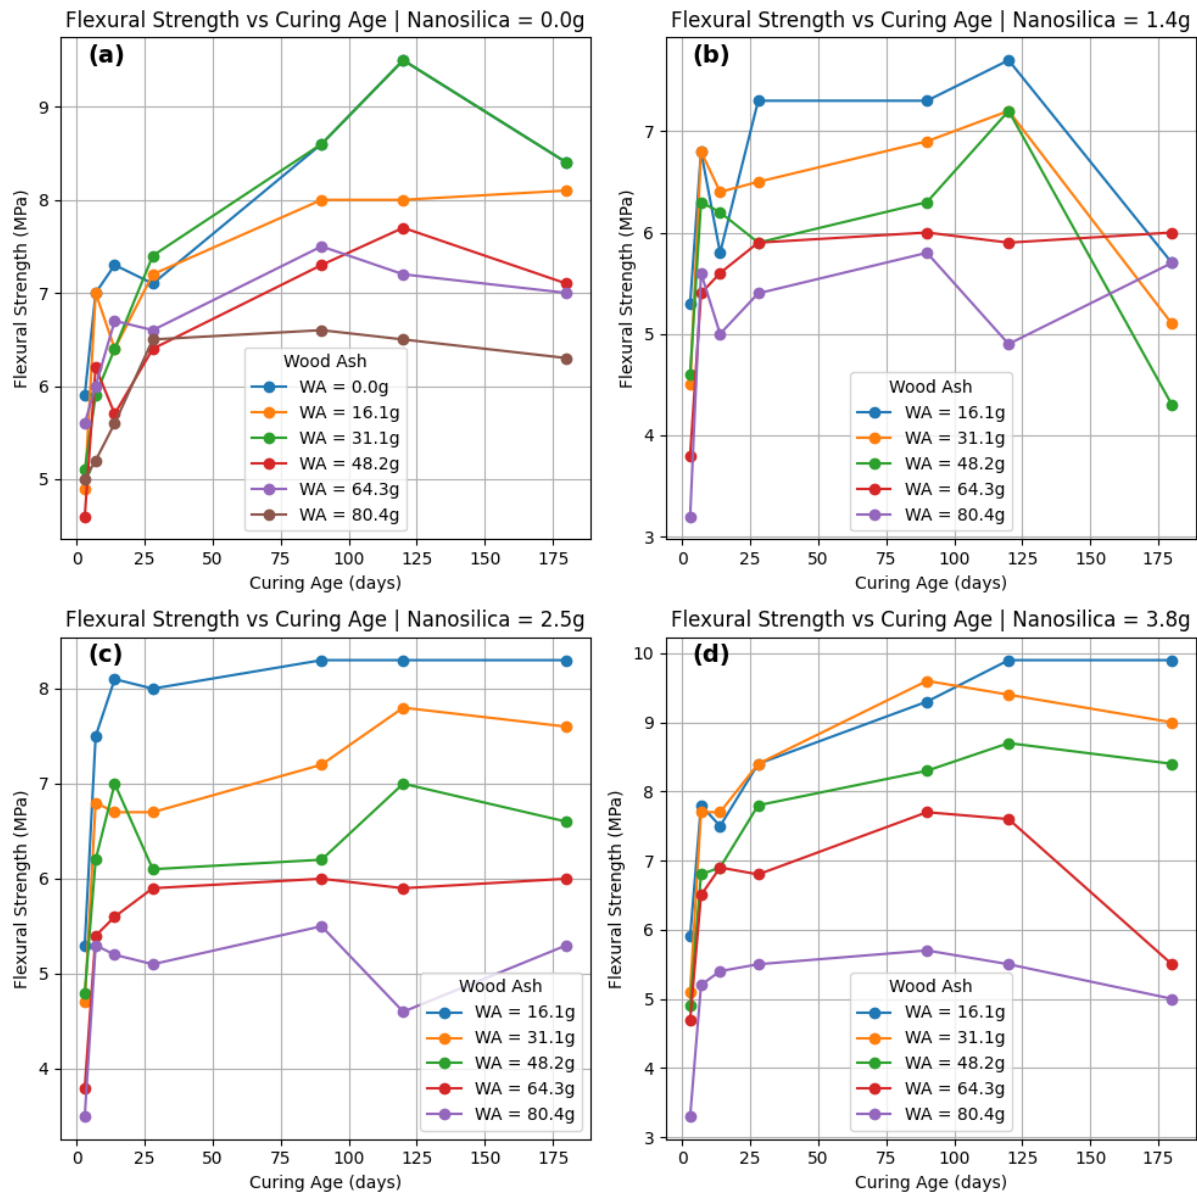 Flexural Strength vs Curing Age | Nanosilica = 0.0g
(a)
Flexural Strength (MPa)
9
8
7
6
5
Wood Ash
WA = 0.0g
WA = 16.1g
WA = 31.1g
WA = 48.2g
WA = 64.3g
WA = 80.4g
0 25 50 75 100 125 150 175
Curing Age (days)
Flexural Strength vs Curing Age | Nanosilica = 1.4g
(b)
Flexural Strength (MPa)
7
6
5
4
3
Wood Ash
WA = 16.1g
WA = 31.1g
WA = 48.2g
WA = 64.3g
WA = 80.4g
0 25 50 75 100 125 150 175
Curing Age (days)
Flexural Strength vs Curing Age | Nanosilica = 2.5g
(c)
Flexural Strength (MPa)
8
7
6
5
4
Wood Ash
WA = 16.1g
WA = 31.1g
WA = 48.2g
WA = 64.3g
WA = 80.4g
0 25 50 75 100 125 150 175
Curing Age (days)
Flexural Strength vs Curing Age | Nanosilica = 3.8g
(d)
Flexural Strength (MPa)
10
9
8
7
6
5
4
3
Wood Ash
WA = 16.1g
WA = 31.1g
WA = 48.2g
WA = 64.3g
WA = 80.4g
0 25 50 75 100 125 150 175
Curing Age (days)